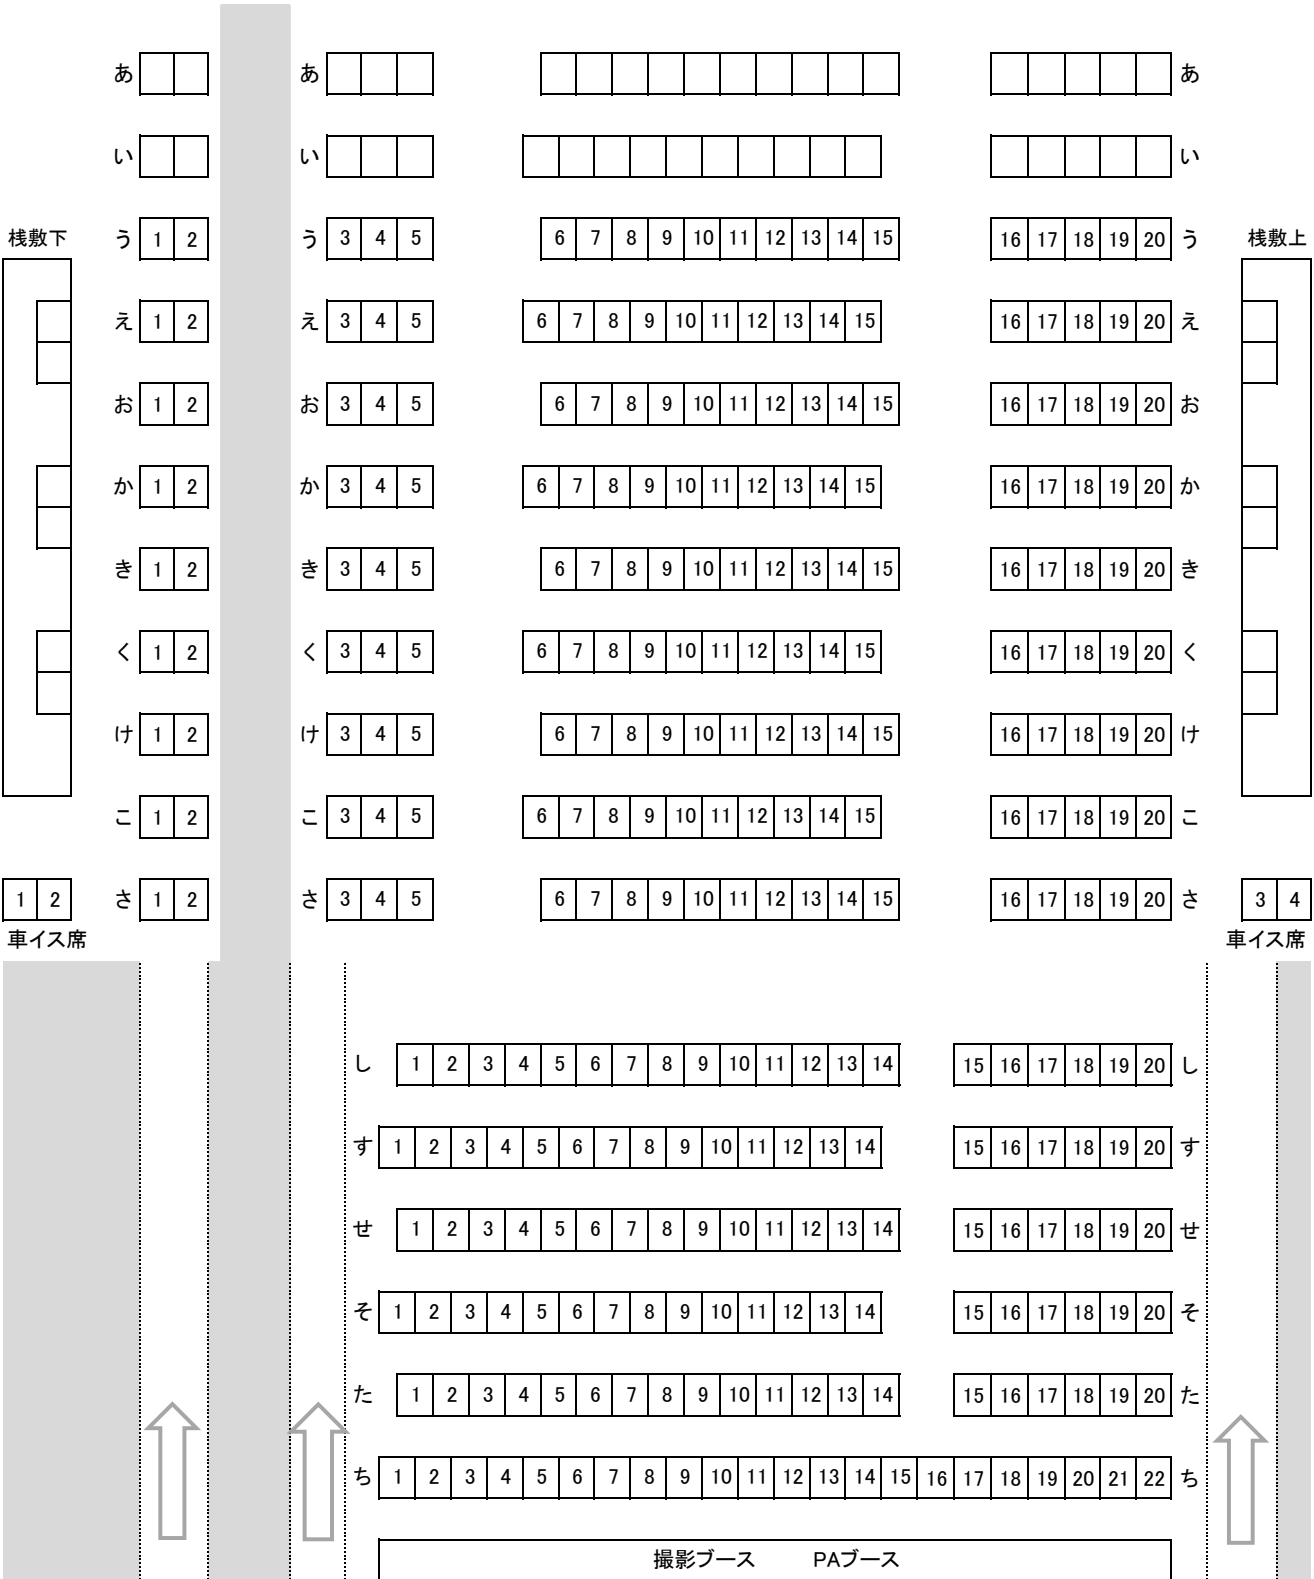 あ あ あ
い い い
桟敷下 う 1 2 う 3 4 5 6 7 8 9 10 11 12 13 14 15 16 17 18 19 20 う 桟敷上
え 1 2 え 3 4 5 6 7 8 9 10 11 12 13 14 15 16 17 18 19 20 え
お 1 2 お 3 4 5 6 7 8 9 10 11 12 13 14 15 16 17 18 19 20 お
か 1 2 か 3 4 5 6 7 8 9 10 11 12 13 14 15 16 17 18 19 20 か
き 1 2 き 3 4 5 6 7 8 9 10 11 12 13 14 15 16 17 18 19 20 き
く 1 2 く 3 4 5 6 7 8 9 10 11 12 13 14 15 16 17 18 19 20 く
け 1 2 け 3 4 5 6 7 8 9 10 11 12 13 14 15 16 17 18 19 20 け
こ 1 2 こ 3 4 5 6 7 8 9 10 11 12 13 14 15 16 17 18 19 20 こ
1 2 さ 1 2 さ 3 4 5 6 7 8 9 10 11 12 13 14 15 16 17 18 19 20 さ 3 4
車イス席 車イス席
し 1 2 3 4 5 6 7 8 9 10 11 12 13 14 15 16 17 18 19 20 し
す 1 2 3 4 5 6 7 8 9 10 11 12 13 14 15 16 17 18 19 20 す
せ 1 2 3 4 5 6 7 8 9 10 11 12 13 14 15 16 17 18 19 20 せ
そ 1 2 3 4 5 6 7 8 9 10 11 12 13 14 15 16 17 18 19 20 そ
た 1 2 3 4 5 6 7 8 9 10 11 12 13 14 15 16 17 18 19 20 た
ち 1 2 3 4 5 6 7 8 9 10 11 12 13 14 15 16 17 18 19 20 21 22 ち
撮影ブース PAブース